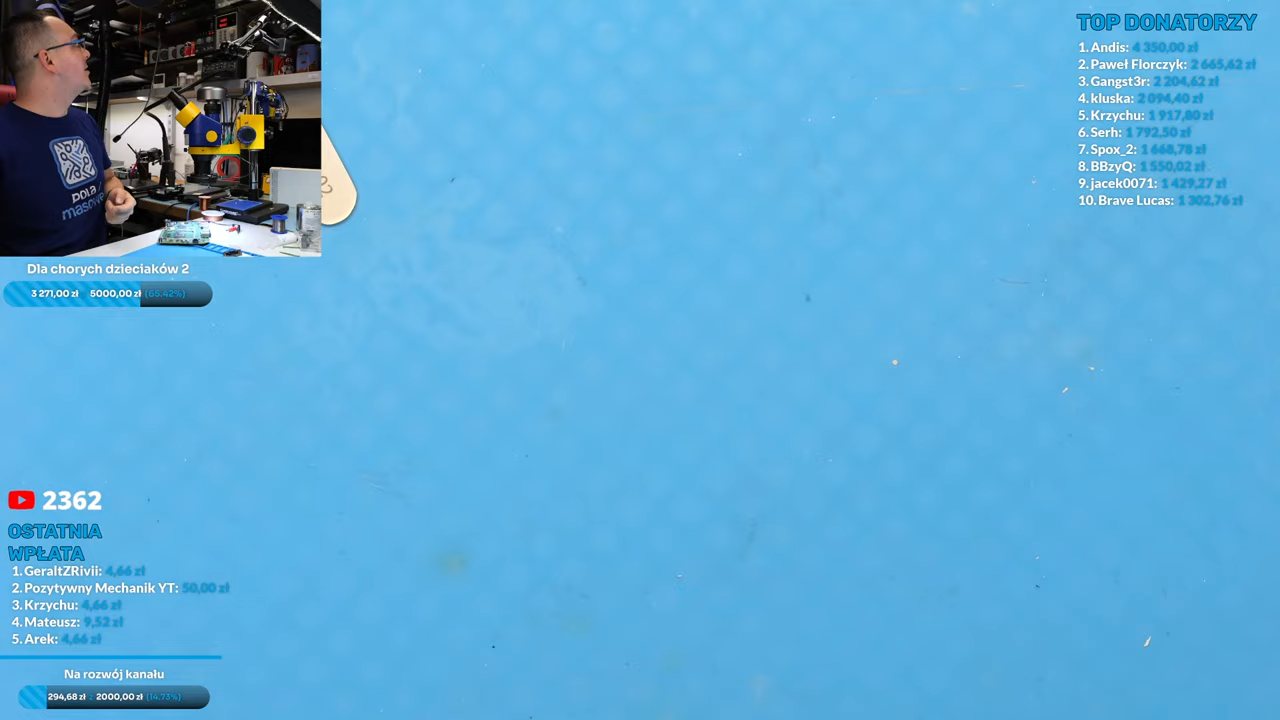 TOP DONATORZY
1. Andis: 4 350,00 zł
2. Paweł Florczyk: 2 665,62 zł
3. Gangst3r: 2 204,62 zł
4. kluska: 2 094,40 zł
5. Krzychu: 1 917,80 zł
6. Serh: 1 792,50 zł
7. Spox_2: 1 668,78 zł
8. BBzyQ: 1 550,02 zł
9. jacek0071: 1 429,27 zł
10. Brave Lucas: 1 302,76 zł
pola
masowe
Dla chorych dzieciaków 2
3 271,00 zł z 5000,00 zł (65.42%)
2362
OSTATNIA
WPŁATA
1. GeraltZRivii: 4,66 zł
2. Pozytywny Mechanik YT: 50,00 zł
3. Krzychu: 4,66 zł
4. Mateusz: 9,52 zł
5. Arek: 4,66 zł
Na rozwój kanału
294,68 zł z 2000,00 zł (14.73%)